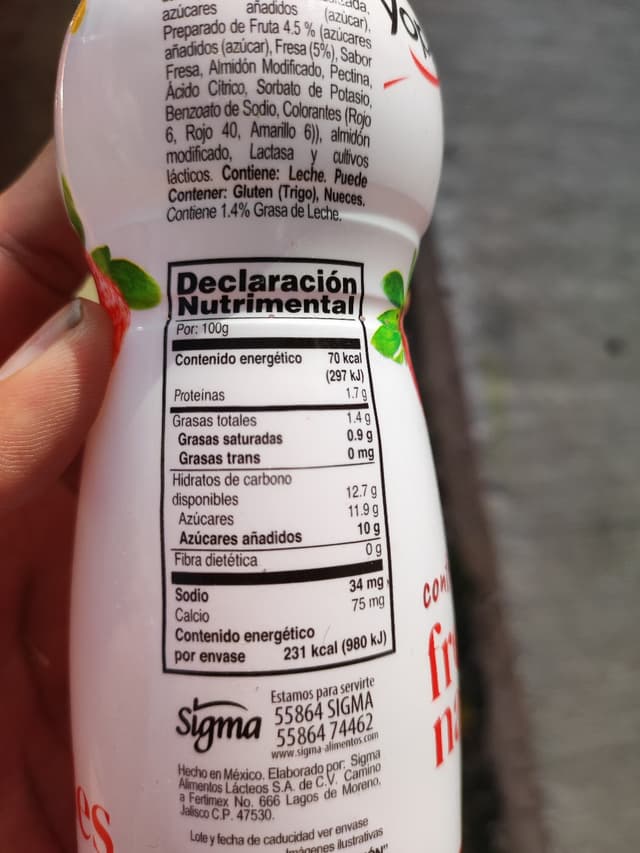 azúcares añadidos (azúcar),
Preparado de Fruta 4.5 % (azúcares
añadidos (azúcar), Fresa (5%), Sabor
Fresa, Almidón Modificado, Pectina,
Ácido Cítrico, Sorbato de Potasio,
Benzoato de Sodio, Colorantes (Rojo
6, Rojo 40, Amarillo 6)), almidón
modificado, Lactasa y cultivos
lácticos. Contiene: Leche. Puede
Contener: Gluten (Trigo), Nueces.
Contiene 1.4% Grasa de Leche.
Declaración
Nutrimental
Por: 100g
Contenido energético 70 kcal
(297 kJ)
Proteínas 1.7 g
Grasas totales 1.4 g
Grasas saturadas 0.9 g
Grasas trans 0 mg
Hidratos de carbono
disponibles 12.7 g
Azúcares 11.9 g
Azúcares añadidos 10 g
Fibra dietética 0 g
Sodio 34 mg
Calcio 75 mg
Contenido energético
por envase 231 kcal (980 kJ)
Sigma
Estamos para servirte
55864 SIGMA
55864 74462
www.sigma-alimentos.com
Hecho en México. Elaborado por: Sigma
Alimentos Lácteos S.A. de C.V. Camino
a Fertimex No. 666 Lagos de Moreno,
Jalisco C.P. 47530.
Lote y fecha de caducidad ver envase
Imágenes ilustrativas